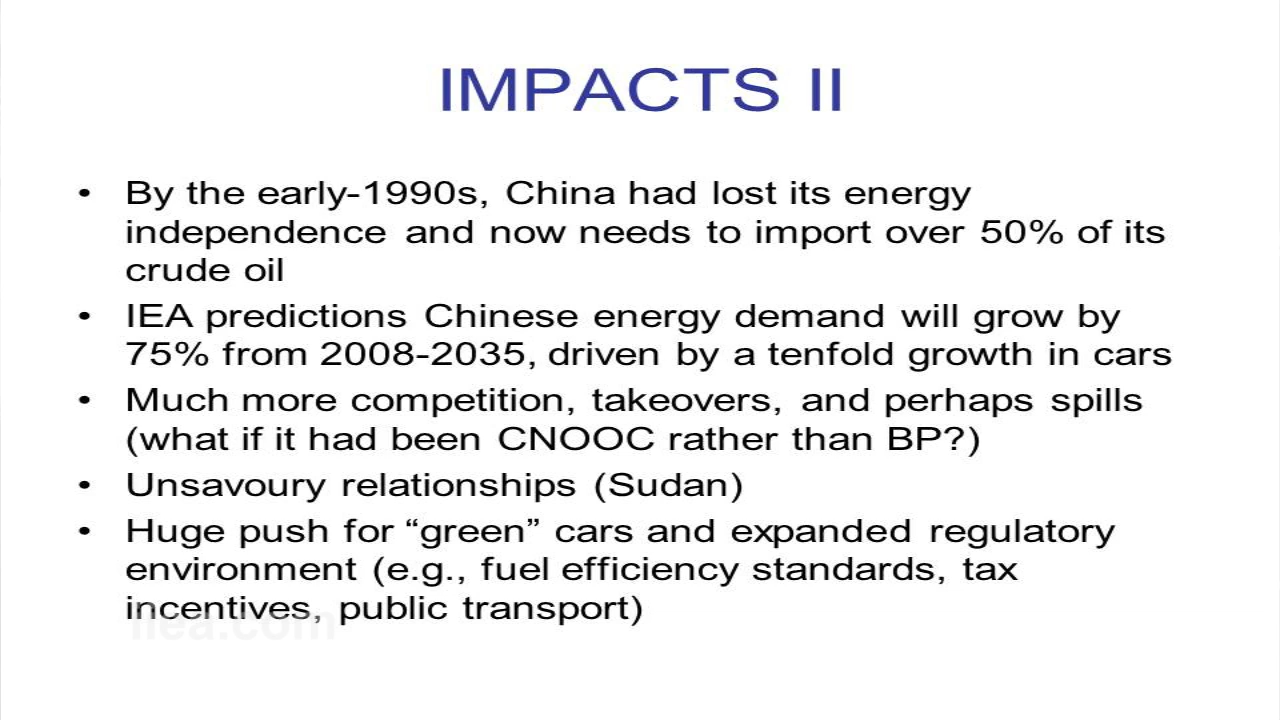 IMPACTS II
• By the early-1990s, China had lost its energy
independence and now needs to import over 50% of its
crude oil
• IEA predictions Chinese energy demand will grow by
75% from 2008-2035, driven by a tenfold growth in cars
• Much more competition, takeovers, and perhaps spills
(what if it had been CNOOC rather than BP?)
• Unsavoury relationships (Sudan)
• Huge push for “green” cars and expanded regulatory
environment (e.g., fuel efficiency standards, tax
incentives, public transport)
iiea.com